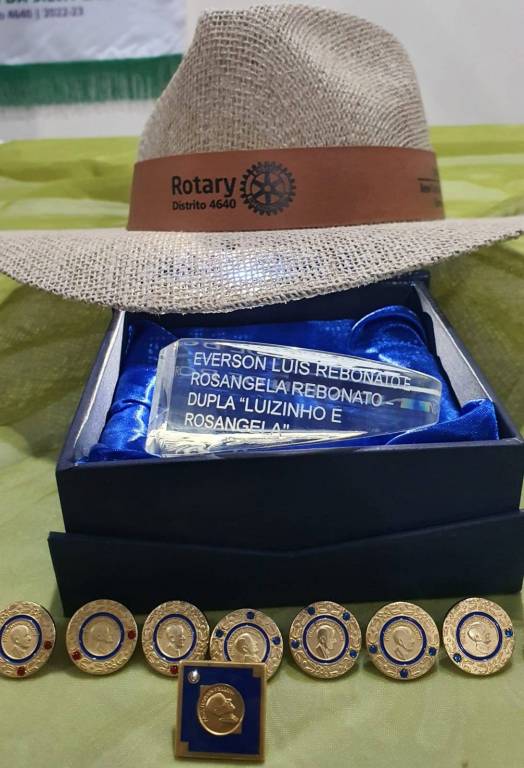 4640 | 2022-23
Rotary
Distrito 4640
EVERSON LUIS REBONATO E
ROSANGELA REBONATO –
DUPLA “LUIZINHO E
ROSANGELA”